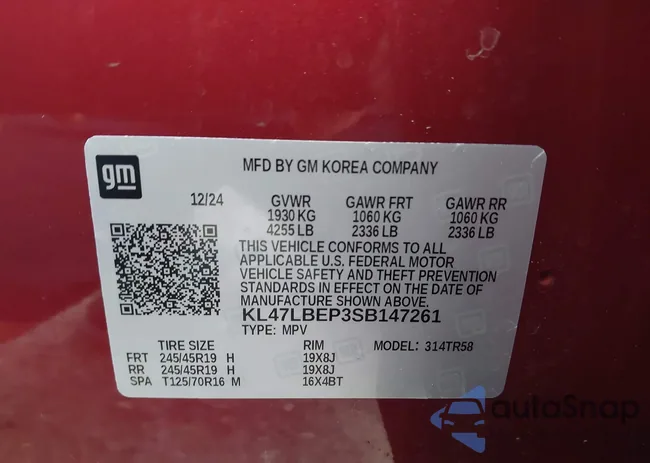 gm
MFD BY GM KOREA COMPANY
12/24 GVWR GAWR FRT GAWR RR
1930 KG 1060 KG 1060 KG
4255 LB 2336 LB 2336 LB
THIS VEHICLE CONFORMS TO ALL
APPLICABLE U.S. FEDERAL MOTOR
VEHICLE SAFETY AND THEFT PREVENTION
STANDARDS IN EFFECT ON THE DATE OF
MANUFACTURE SHOWN ABOVE.
KL47LBEP3SB147261
TYPE: MPV
TIRE SIZE RIM MODEL: 314TR58
FRT 245/45R19 H 19X8J
RR 245/45R19 H 19X8J
SPA T125/70R16 M 16X4BT
autoSnap